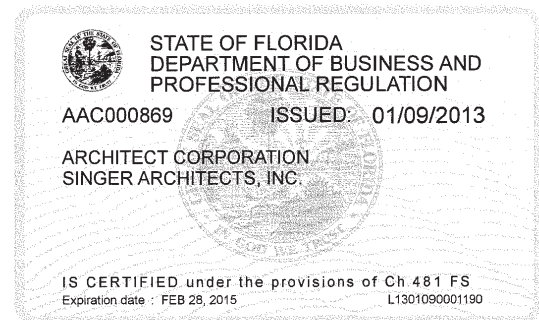 STATE OF FLORIDA
DEPARTMENT OF BUSINESS AND
PROFESSIONAL REGULATION
AAC000869 ISSUED: 01/09/2013
ARCHITECT CORPORATION
SINGER ARCHITECTS, INC.
IS CERTIFIED under the provisions of Ch.481 FS
Expiration date : FEB 28, 2015 L1301090001190